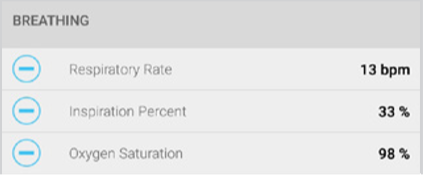 BREATHING
Respiratory Rate 13 bpm
Inspiration Percent 33 %
Oxygen Saturation 98 %